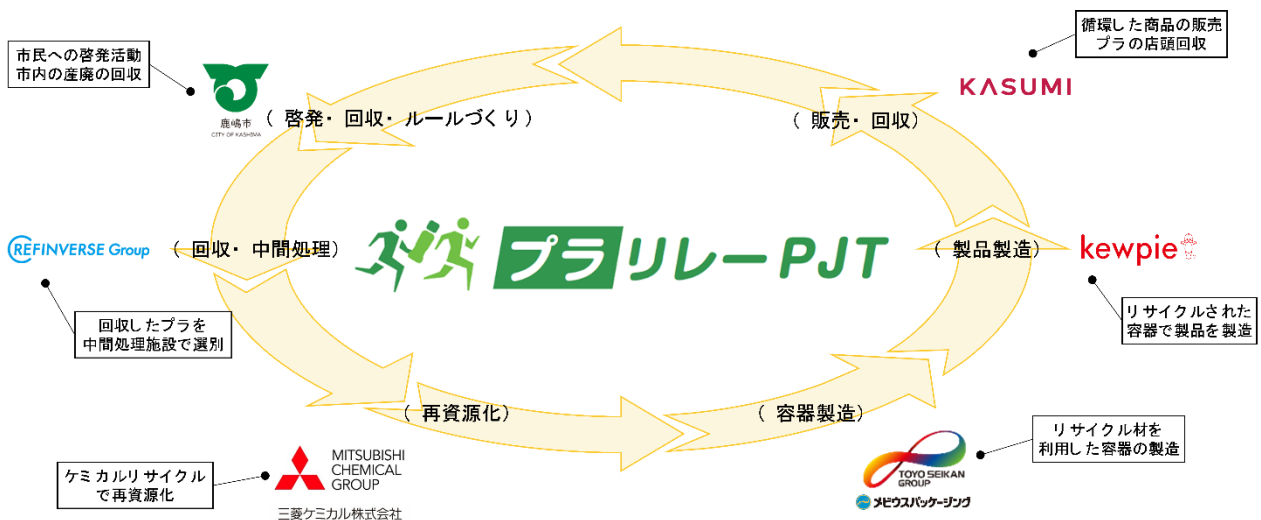 市民への啓発活動
市内の産廃の回収
循環した商品の販売
プラの店頭回収
鹿嶋市
CITY OF KASHIMA
KASUMI
( 啓発・回収・ルールづくり )
( 販売・回収)
REFINVERSE Group
( 回収・中間処理)
プラリレーPJT
( 製品製造)
kewpie
回収したプラを
中間処理施設で選別
リサイクルされた
容器で製品を製造
( 再資源化)
( 容器製造)
ケミカルリサイクル
で再資源化
MITSUBISHI
CHEMICAL
GROUP
三菱ケミカル株式会社
TOYO SEIKAN
GROUP
メビウスパッケージング
リサイクル材を
利用した容器の製造